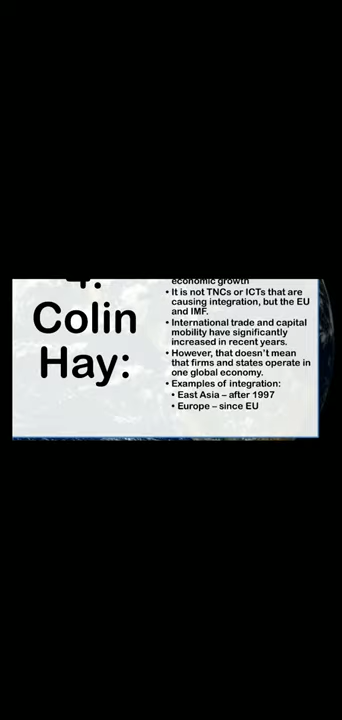 4.
Colin
Hay:
economic growth
• It is not TNCs or ICTs that are
causing integration, but the EU
and IMF.
• International trade and capital
mobility have significantly
increased in recent years.
• However, that doesn't mean
that firms and states operate in
one global economy.
• Examples of integration:
• East Asia – after 1997
• Europe – since EU